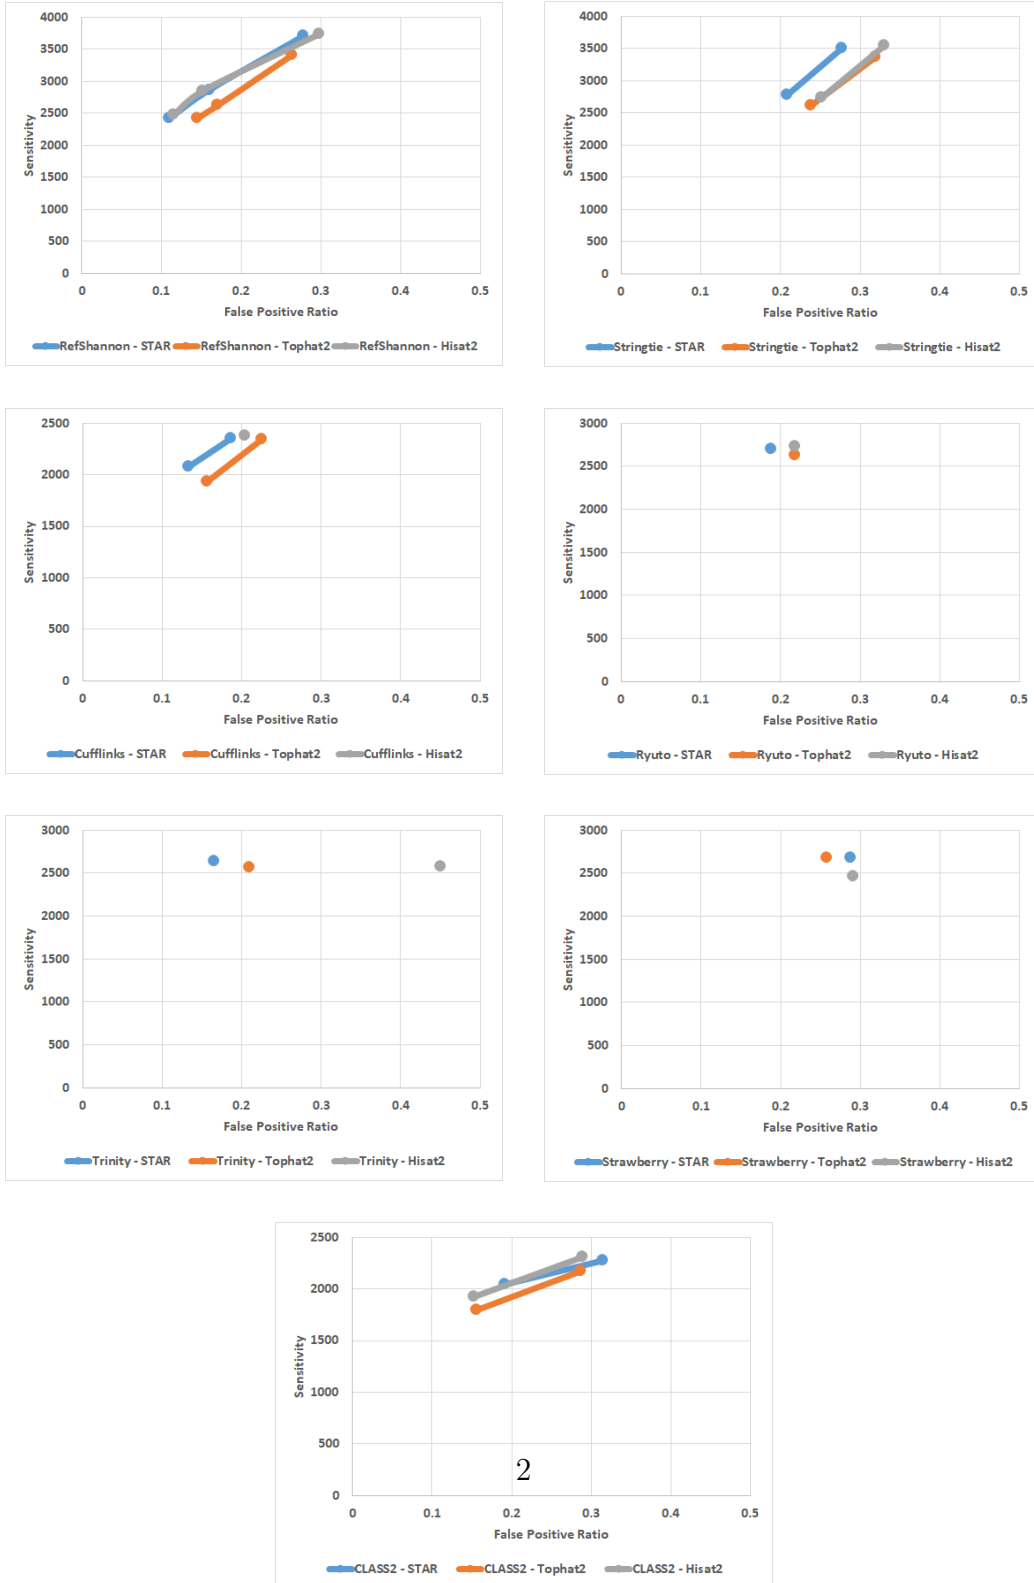 4000
3500
3000
2500
2000
1500
1000
500
0
Sensitivity
0 0.1 0.2 0.3 0.4 0.5
False Positive Ratio
RefShannon - STAR RefShannon - Tophat2 RefShannon - Hisat2
4000
3500
3000
2500
2000
1500
1000
500
0
Sensitivity
0 0.1 0.2 0.3 0.4 0.5
False Positive Ratio
Stringtie - STAR Stringtie - Tophat2 Stringtie - Hisat2
2500
2000
1500
1000
500
0
Sensitivity
0 0.1 0.2 0.3 0.4 0.5
False Positive Ratio
Cufflinks - STAR Cufflinks - Tophat2 Cufflinks - Hisat2
3000
2500
2000
1500
1000
500
0
Sensitivity
0 0.1 0.2 0.3 0.4 0.5
False Positive Ratio
Ryuto - STAR Ryuto - Tophat2 Ryuto - Hisat2
3000
2500
2000
1500
1000
500
0
Sensitivity
0 0.1 0.2 0.3 0.4 0.5
False Positive Ratio
Trinity - STAR Trinity - Tophat2 Trinity - Hisat2
3000
2500
2000
1500
1000
500
0
Sensitivity
0 0.1 0.2 0.3 0.4 0.5
False Positive Ratio
Strawberry - STAR Strawberry - Tophat2 Strawberry - Hisat2
2500
2000
1500
1000
500
0
Sensitivity
2
0 0.1 0.2 0.3 0.4 0.5
False Positive Ratio
CLASS2 - STAR CLASS2 - Tophat2 CLASS2 - Hisat2